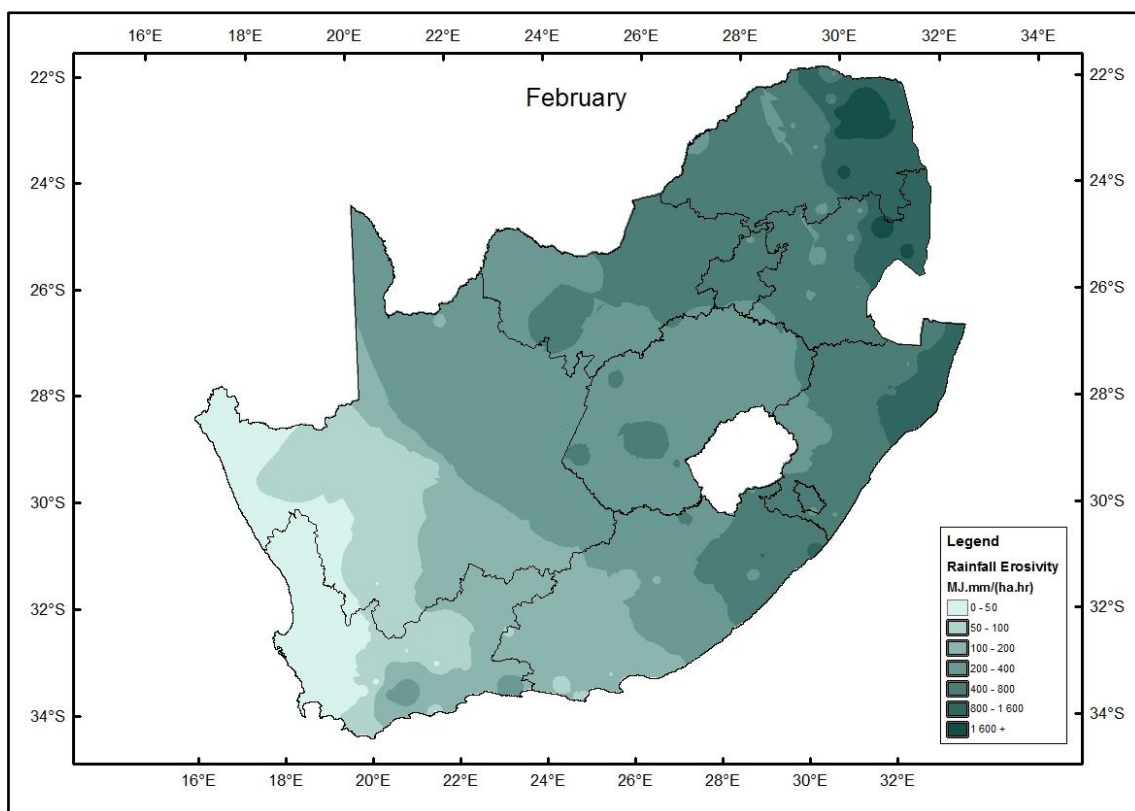 16°E 18°E 20°E 22°E 24°E 26°E 28°E 30°E 32°E
February
22°S 22°S
24°S 24°S
26°S 26°S
28°S 28°S
30°S 30°S
32°S 32°S
34°S 34°S
Legend
Rainfall Erosivity
MJ.mm/(ha.hr)
0 - 50
50 - 100
100 - 200
200 - 400
400 - 800
800 - 1 600
1 600 +
16°E 18°E 20°E 22°E 24°E 26°E 28°E 30°E 32°E